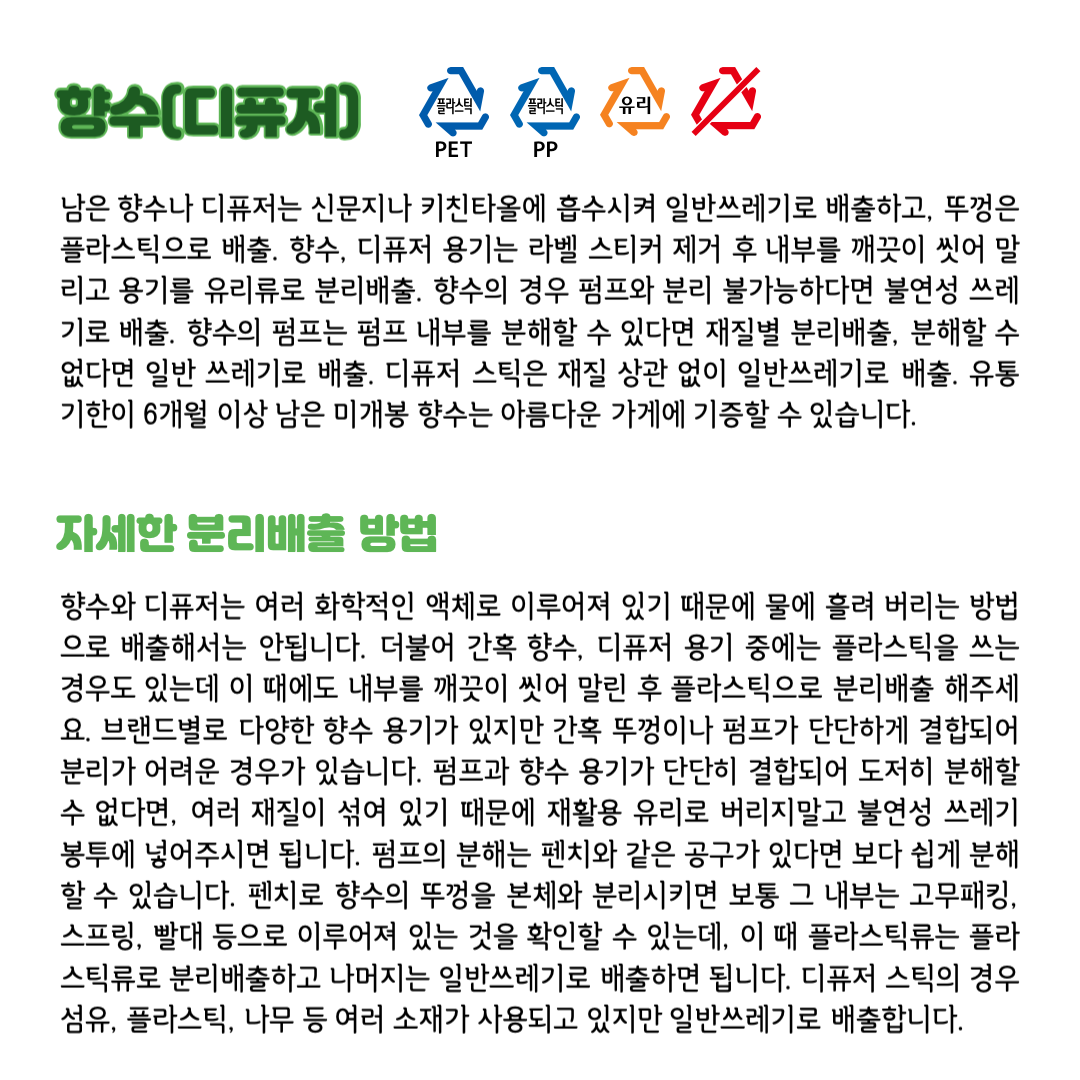 향수(디퓨저)
플라스틱 플라스틱 유리
PET PP
남은 향수나 디퓨저는 신문지나 키친타올에 흡수시켜 일반쓰레기로 배출하고, 뚜껑은
플라스틱으로 배출. 향수, 디퓨저 용기는 라벨 스티커 제거 후 내부를 깨끗이 씻어 말
리고 용기를 유리류로 분리배출. 향수의 경우 펌프와 분리 불가능하다면 불연성 쓰레
기로 배출. 향수의 펌프는 펌프 내부를 분해할 수 있다면 재질별 분리배출, 분해할 수
없다면 일반 쓰레기로 배출. 디퓨저 스틱은 재질 상관 없이 일반쓰레기로 배출. 유통
기한이 6개월 이상 남은 미개봉 향수는 아름다운 가게에 기증할 수 있습니다.
자세한 분리배출 방법
향수와 디퓨저는 여러 화학적인 액체로 이루어져 있기 때문에 물에 흘려 버리는 방법
으로 배출해서는 안됩니다. 더불어 간혹 향수, 디퓨저 용기 중에는 플라스틱을 쓰는
경우도 있는데 이 때에도 내부를 깨끗이 씻어 말린 후 플라스틱으로 분리배출 해주세
요. 브랜드별로 다양한 향수 용기가 있지만 간혹 뚜껑이나 펌프가 단단하게 결합되어
분리가 어려운 경우가 있습니다. 펌프과 향수 용기가 단단히 결합되어 도저히 분해할
수 없다면, 여러 재질이 섞여 있기 때문에 재활용 유리로 버리지말고 불연성 쓰레기
봉투에 넣어주시면 됩니다. 펌프의 분해는 펜치와 같은 공구가 있다면 보다 쉽게 분해
할 수 있습니다. 펜치로 향수의 뚜껑을 본체와 분리시키면 보통 그 내부는 고무패킹,
스프링, 빨대 등으로 이루어져 있는 것을 확인할 수 있는데, 이 때 플라스틱류는 플라
스틱류로 분리배출하고 나머지는 일반쓰레기로 배출하면 됩니다. 디퓨저 스틱의 경우
섬유, 플라스틱, 나무 등 여러 소재가 사용되고 있지만 일반쓰레기로 배출합니다.